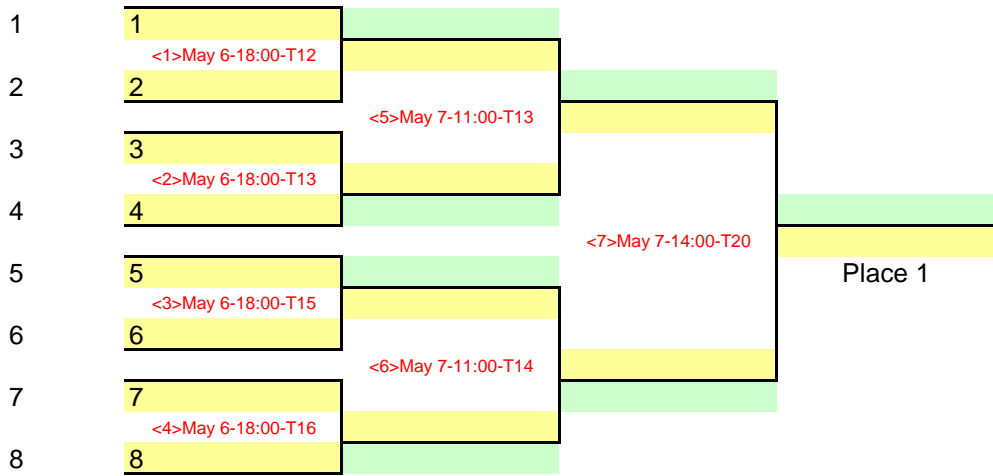 1 1
<1>May 6-18:00-T12
2 2
<5>May 7-11:00-T13
3 3
<2>May 6-18:00-T13
4 4
<7>May 7-14:00-T20
5 5
Place 1
<3>May 6-18:00-T15
6 6
<6>May 7-11:00-T14
7 7
<4>May 6-18:00-T16
8 8